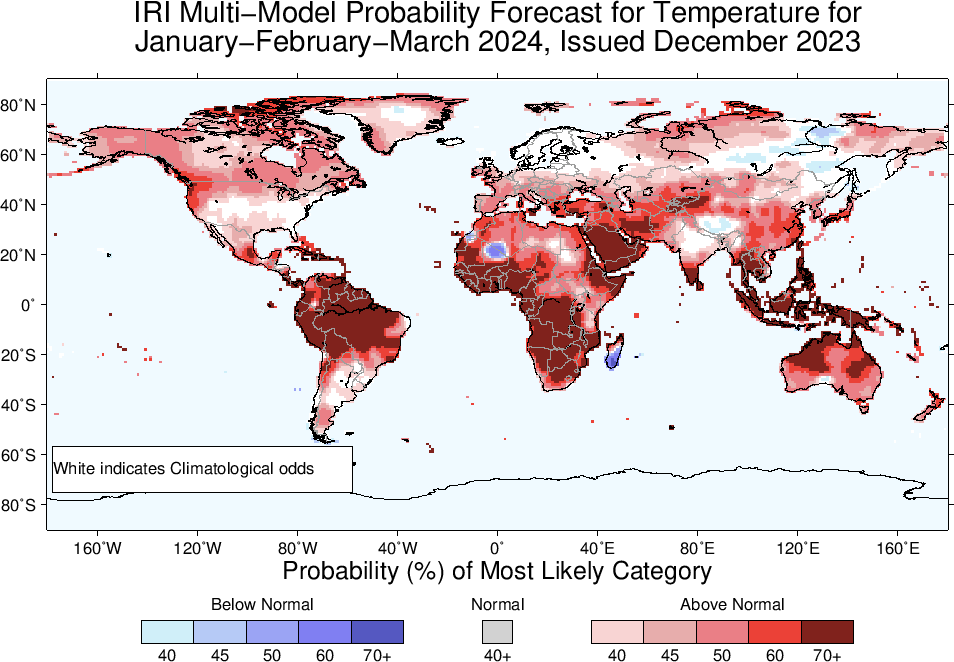 IRI Multi−Model Probability Forecast for Temperature for
January−February−March 2024, Issued December 2023
80˚N
60˚N
40˚N
20˚N
0˚
20˚S
40˚S
60˚S
80˚S
White indicates Climatological odds
160˚W 120˚W 80˚W 40˚W 0˚ 40˚E 80˚E 120˚E 160˚E
Probability (%) of Most Likely Category
Below Normal Normal Above Normal
40 45 50 60 70+ 40+ 40 45 50 60 70+